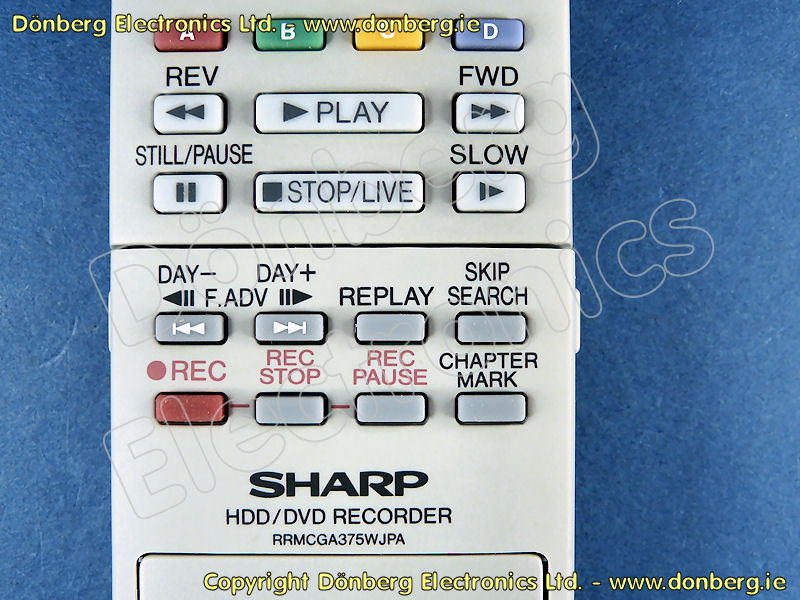 Dönberg Electronics Ltd. - www.donberg.ie
A B C D
REV FWD
PLAY
STILL/PAUSE SLOW
STOP/LIVE
DAY– DAY+ SKIP
F.ADV REPLAY SEARCH
REC REC STOP REC PAUSE CHAPTER MARK
SHARP
HDD/DVD RECORDER
RRMCGA375WJPA
Dönberg
Electronics
Copyright Dönberg Electronics Ltd. - www.donberg.ie